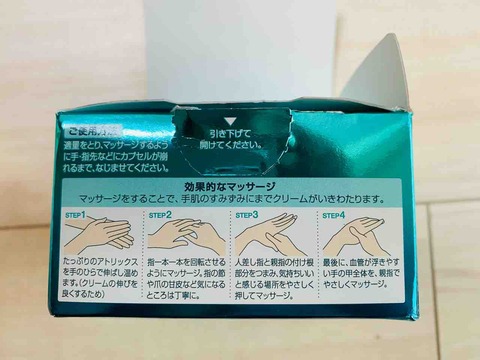 ご使用方法
適量をとり、マッサージするよう
に手・指先などにカプセルが崩
れるまで、なじませてください。
引き下げて
開けてください。
効果的なマッサージ
マッサージをすることで、手肌のすみずみにまでクリームがいきわたります。
STEP1
たっぷりのアトリックス
を手のひらで伸ばし温め
ます。(クリームの伸びを
良くするため)
STEP2
指一本一本を回転させる
ようにマッサージ。指の節
や爪の甘皮など気になる
ところは丁寧に。
STEP3
人差し指と親指の付け根
部分をつまみ、気持ちいい
と感じる場所をやさしく
押してマッサージ。
STEP4
最後に、血管が浮きやす
い手の甲全体を、親指で
やさしくマッサージ。